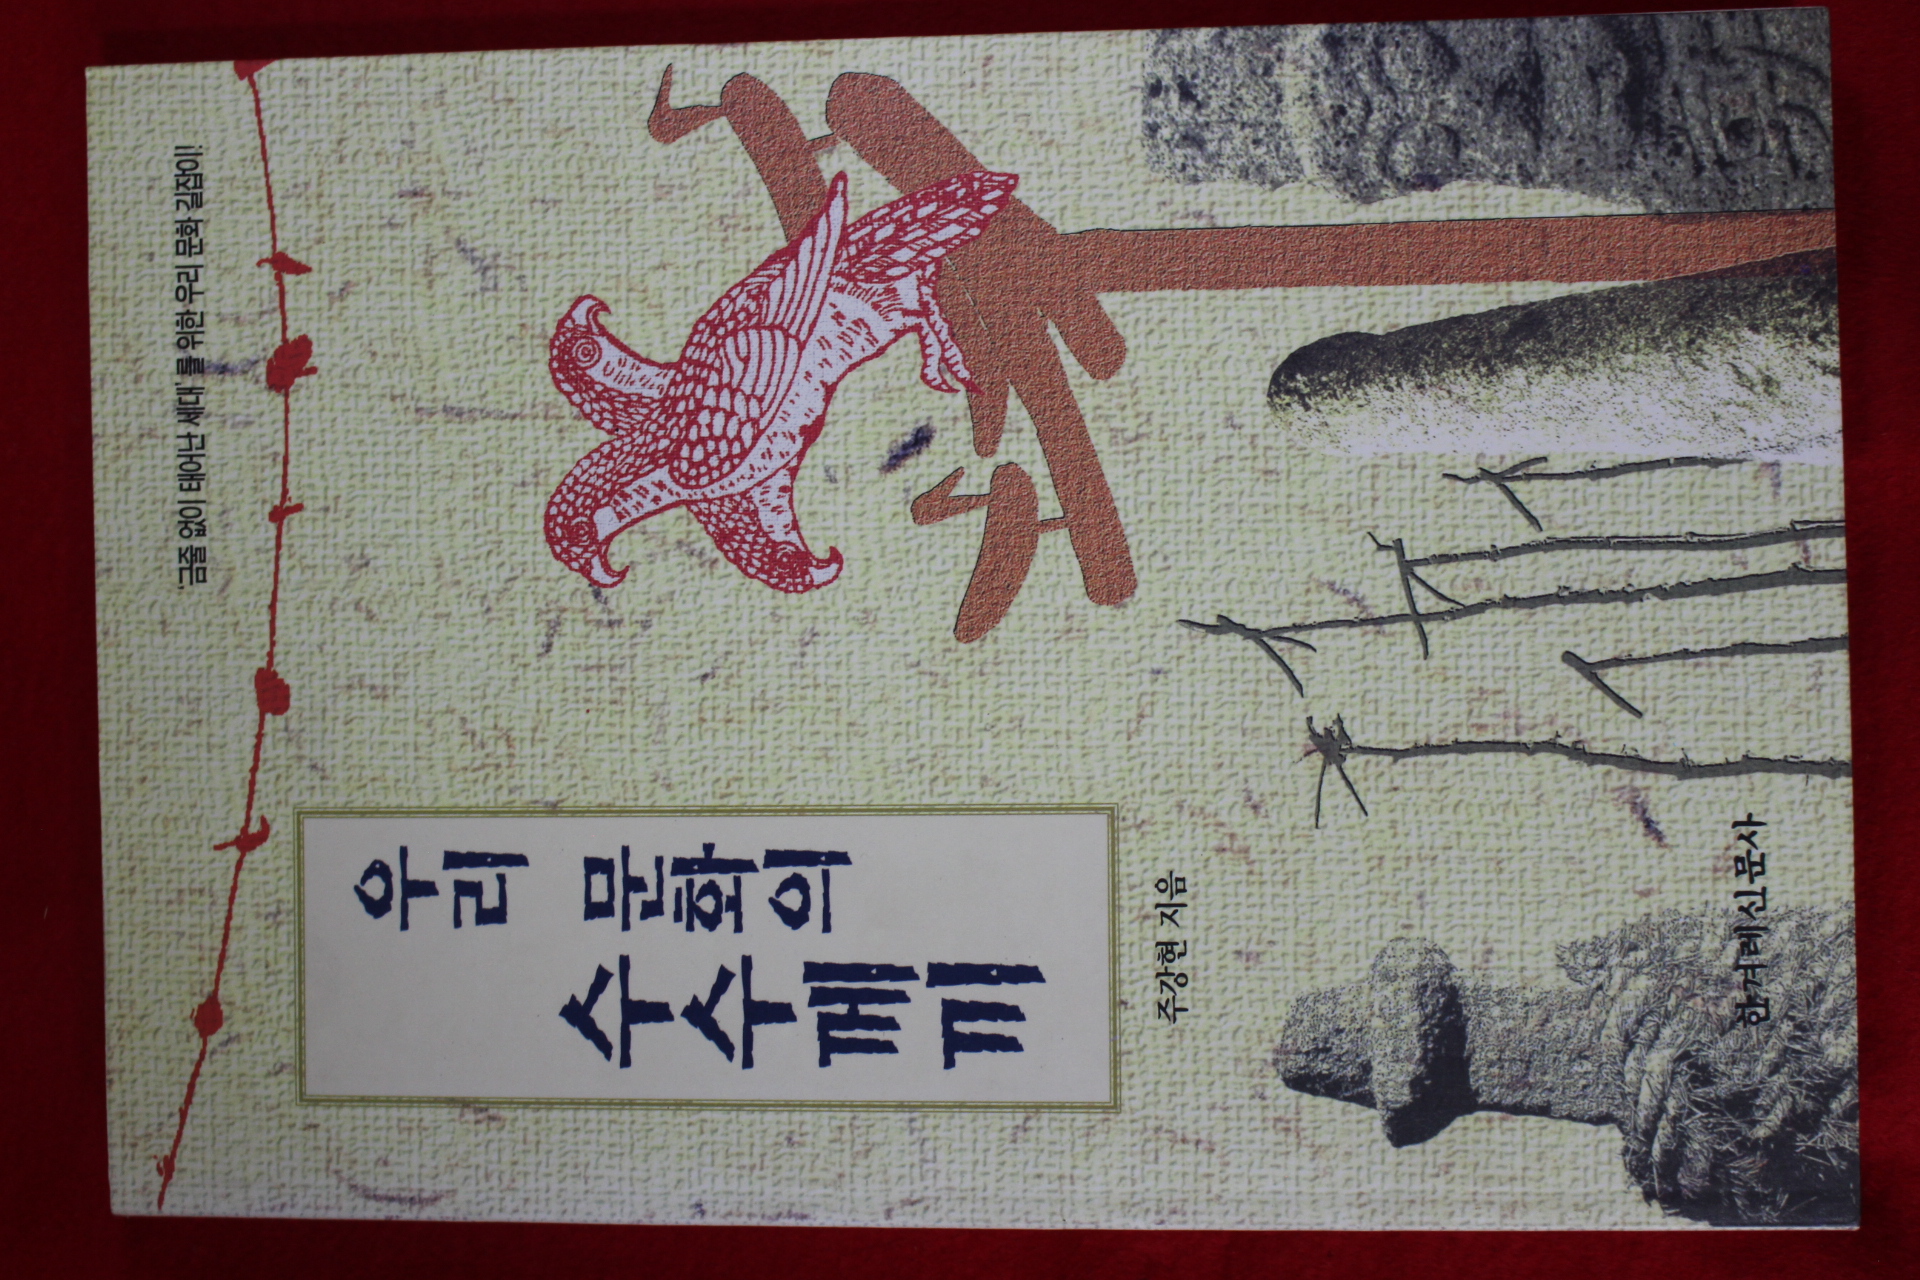 '금줄 없이 태어난 세대'를 위한 우리 문화 길잡이!
우리
문화의
수수께끼
주강현 지음
한겨레신문사